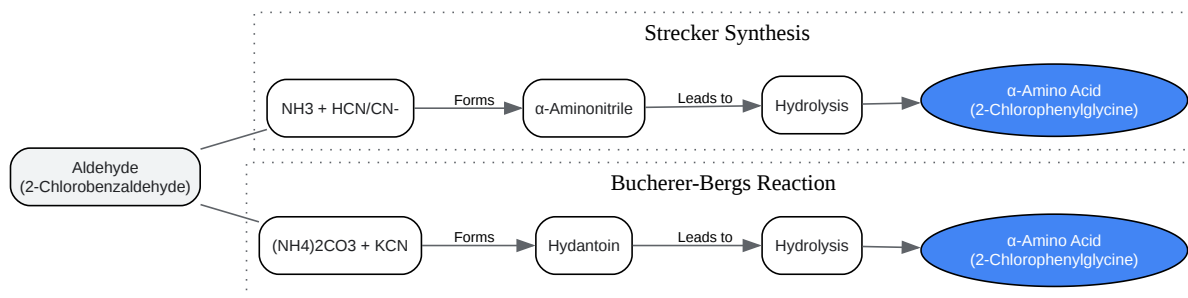 Strecker Synthesis
NH3 + HCN/CN-
Forms
α-Aminonitrile
Leads to
Hydrolysis
α-Amino Acid
(2-Chlorophenylglycine)
Aldehyde
(2-Chlorobenzaldehyde)
Bucherer-Bergs Reaction
(NH4)2CO3 + KCN
Forms
Hydantoin
Leads to
Hydrolysis
α-Amino Acid
(2-Chlorophenylglycine)